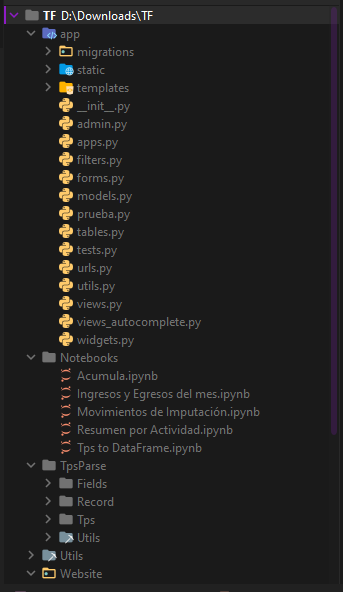 TF D:\Downloads\TF
app
migrations
static
templates
__init__.py
admin.py
apps.py
filters.py
forms.py
models.py
prueba.py
tables.py
tests.py
urls.py
utils.py
views.py
views_autocomplete.py
widgets.py
Notebooks
Acumula.ipynb
Ingresos y Egresos del mes.ipynb
Movimientos de Imputación.ipynb
Resumen por Actividad.ipynb
Tps to DataFrame.ipynb
TpsParse
Fields
Record
Tps
Utils
Utils
Website